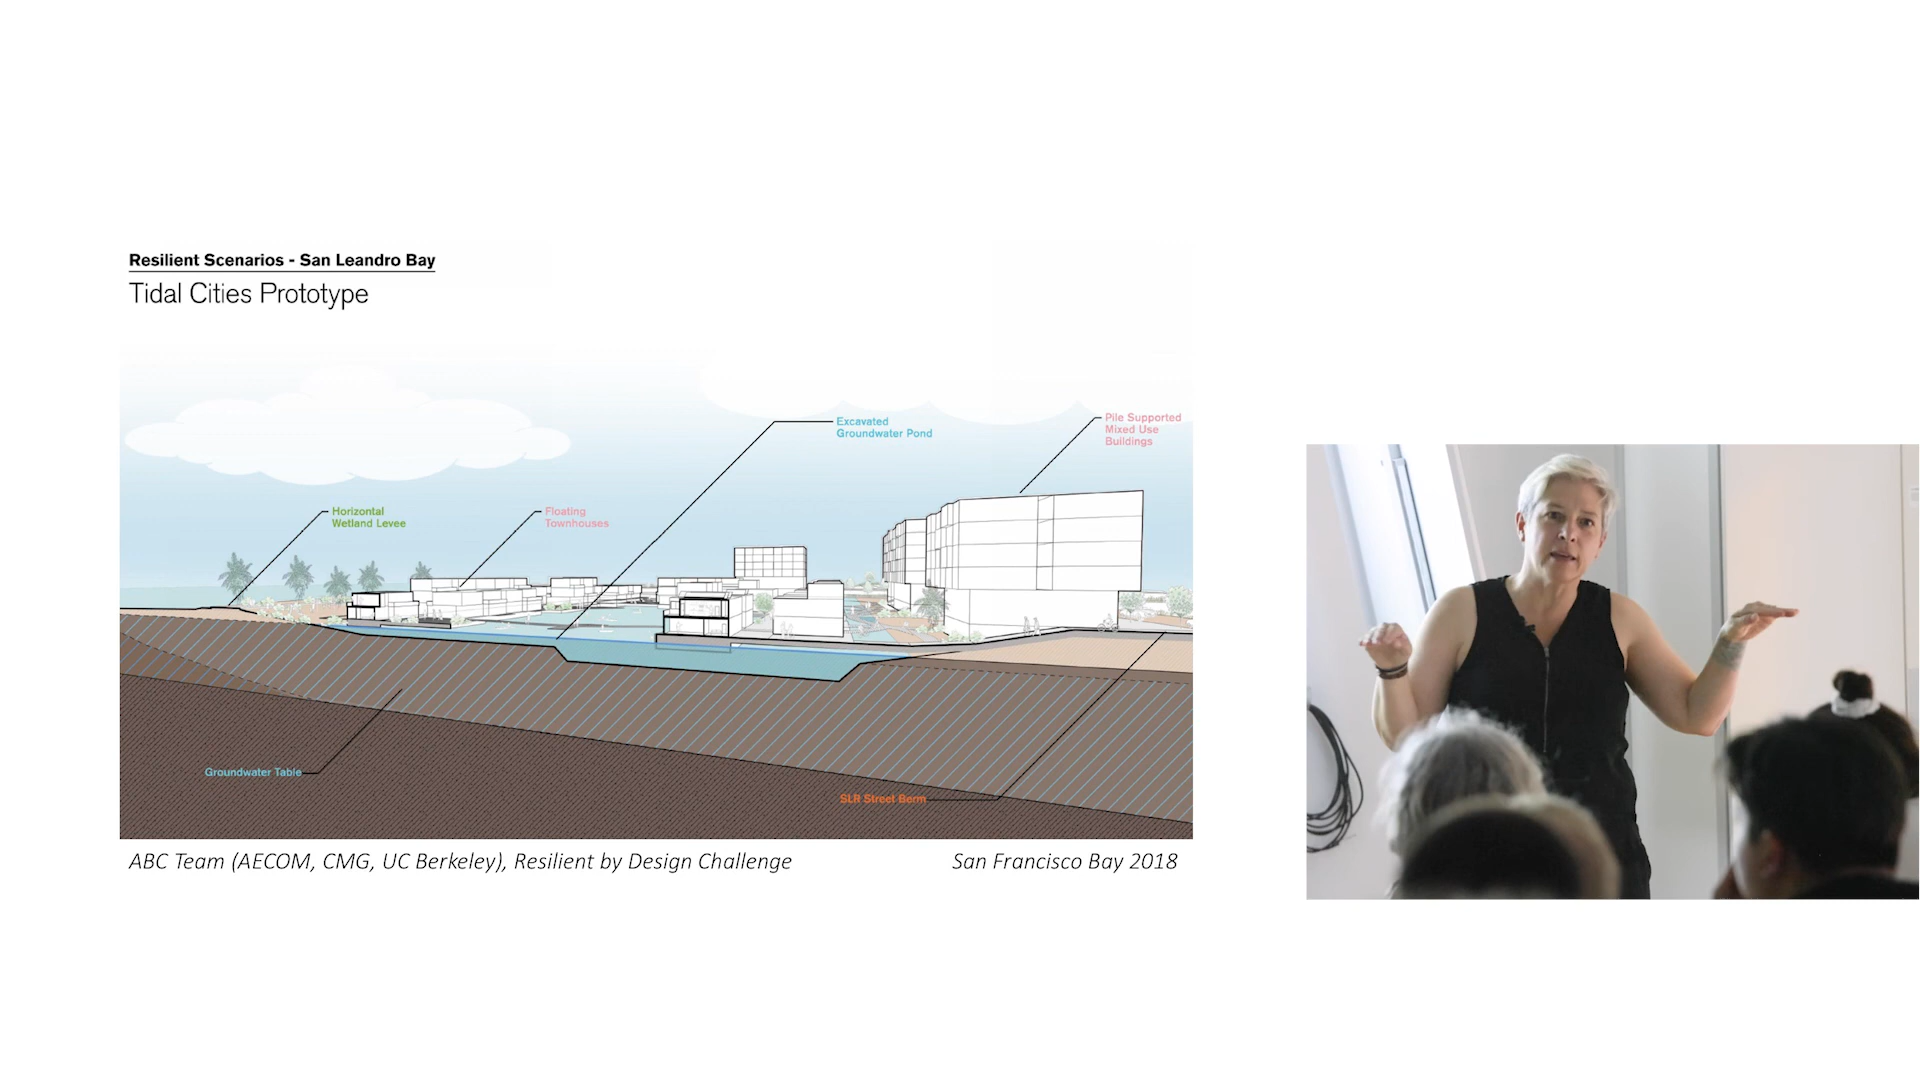 Resilient Scenarios - San Leandro Bay
Tidal Cities Prototype
Excavated
Groundwater Pond
Pile Supported
Mixed Use
Buildings
Horizontal
Wetland Levee
Floating
Townhouses
Groundwater Table
SLR Street Berm
ABC Team (AECOM, CMG, UC Berkeley), Resilient by Design Challenge
San Francisco Bay 2018